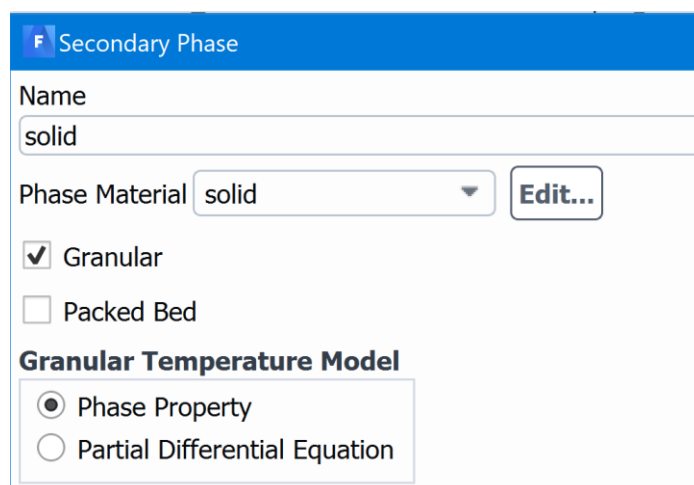 F Secondary Phase
Name
solid
Phase Material solid Edit...
Granular
Packed Bed
Granular Temperature Model
Phase Property
Partial Differential Equation